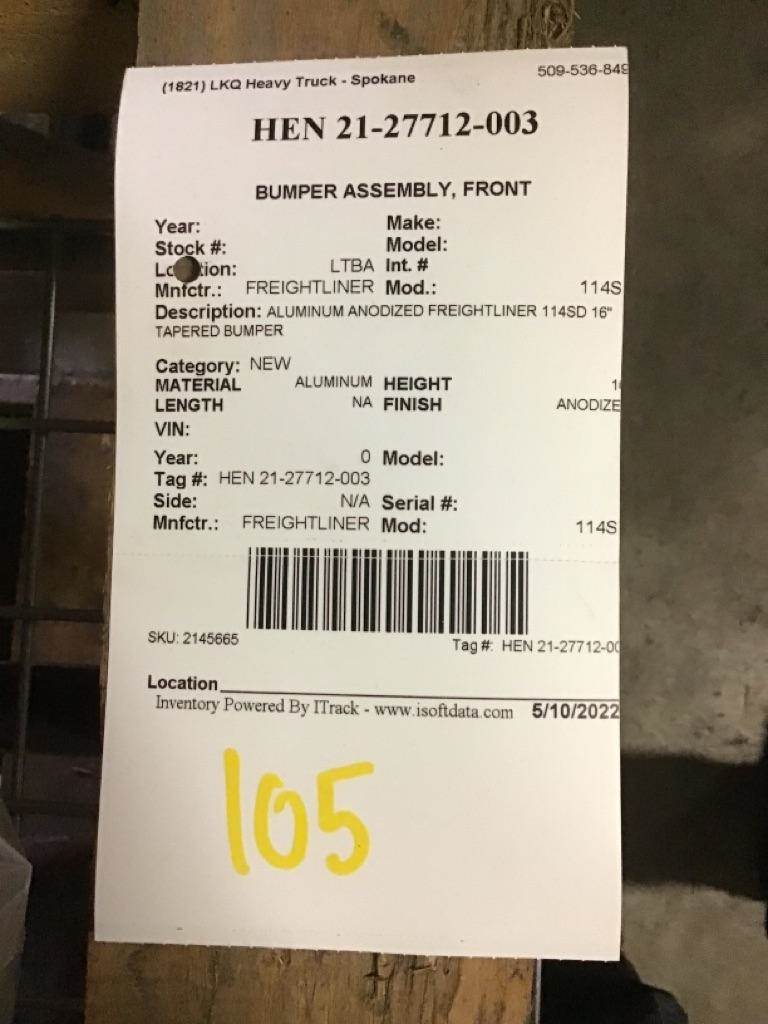 (1821) LKQ Heavy Truck - Spokane 509-536-849
HEN 21-27712-003
BUMPER ASSEMBLY, FRONT
Year: Make:
Stock #: Model:
Lo tion: LTBA Int. #
Mnfctr.: FREIGHTLINER Mod.: 114S
Description: ALUMINUM ANODIZED FREIGHTLINER 114SD 16"
TAPERED BUMPER
Category: NEW
MATERIAL ALUMINUM HEIGHT 1
LENGTH NA FINISH ANODIZE
VIN:
Year: 0 Model:
Tag #: HEN 21-27712-003
Side: N/A Serial #:
Mnfctr.: FREIGHTLINER Mod: 114S
SKU: 2145665 Tag #: HEN 21-27712-00
Location
Inventory Powered By ITrack - www.isoftdata.com 5/10/2022
105